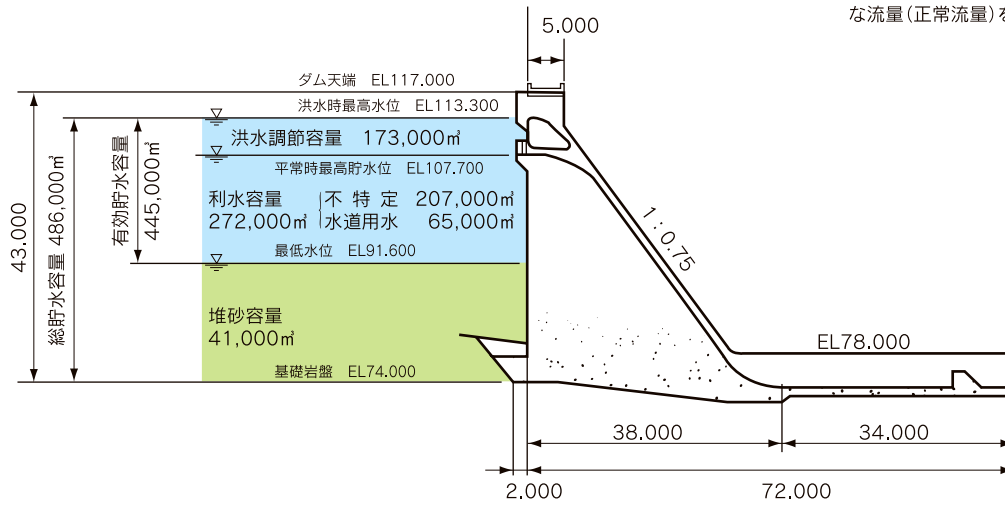 な流量(正常流量)を
5.000
ダム天端 EL117.000
洪水時最高水位 EL113.300
洪水調節容量 173,000㎥
平常時最高貯水位 EL107.700
利水容量 不特定 207,000㎥
272,000㎥ 水道用水 65,000㎥
最低水位 EL91.600
堆砂容量
41,000㎥
基礎岩盤 EL74.000
43.000
総貯水容量 486,000㎥
有効貯水容量
445,000㎥
1:0.75
EL78.000
38.000
34.000
2.000
72.000